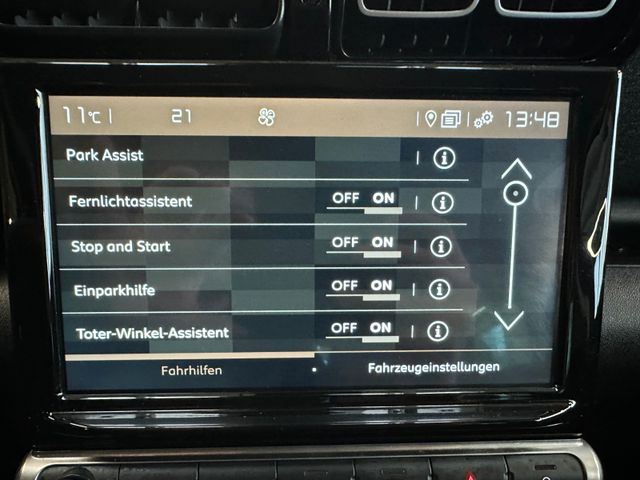 11°C 21 13:48
Park Assist
Fernlichtassistent OFF ON
Stop and Start OFF ON
Einparkhilfe OFF ON
Toter-Winkel-Assistent OFF ON
Fahrhilfen Fahrzeugeinstellungen